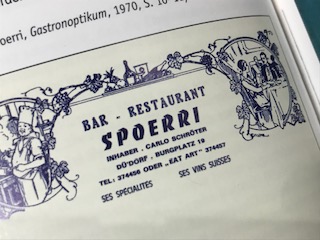 oerri, Gastronoptikum, 1970, S. 10
BAR - RESTAURANT
SPOERRI
INHABER . CARLO SCHRÖTER
DÜ'DORF . BURGPLATZ 19
TEL: 374456 ODER „EAT ART" 374457
SES SPÉCIALITÉS SES VINS SUISSES